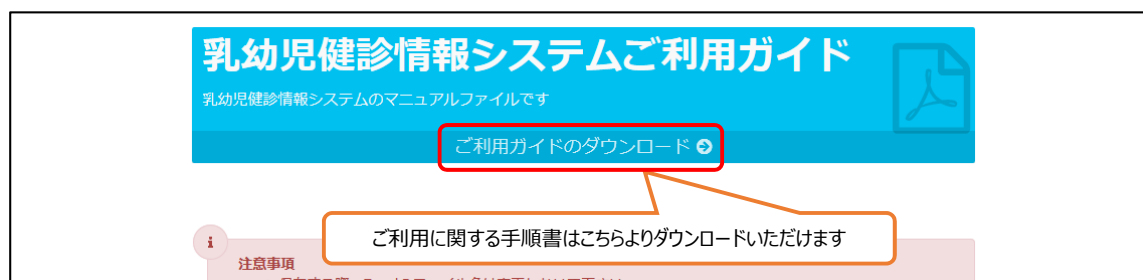 乳幼児健診情報システムご利用ガイド
乳幼児健診情報システムのマニュアルファイルです
ご利用ガイドのダウンロード
ご利用に関する手順書はこちらよりダウンロードいただけます
i
注意事項